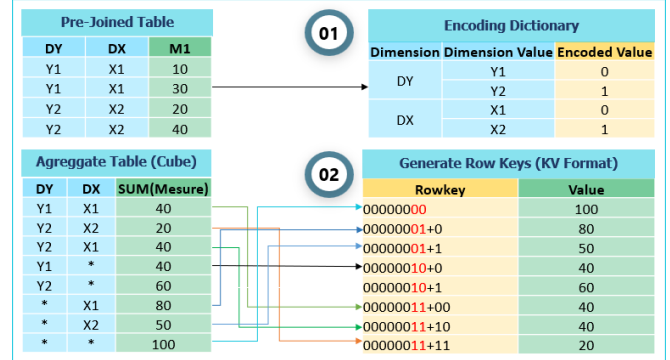 Pre-Joined Table
DY DX M1
Y1 X1 10
Y1 X1 30
Y2 X2 20
Y2 X2 40
01
Encoding Dictionary
Dimension Dimension Value Encoded Value
DY Y1 0
Y2 1
DX X1 0
X2 1
Agreggate Table (Cube)
DY DX SUM(Mesure)
Y1 X1 40
Y2 X2 20
Y2 X1 40
Y1 * 40
Y2 * 60
* X1 80
* X2 50
* * 100
02
Generate Row Keys (KV Format)
Rowkey Value
00000000 100
00000001+0 80
00000001+1 50
00000010+0 40
00000010+1 60
00000011+00 40
00000011+10 40
00000011+11 20